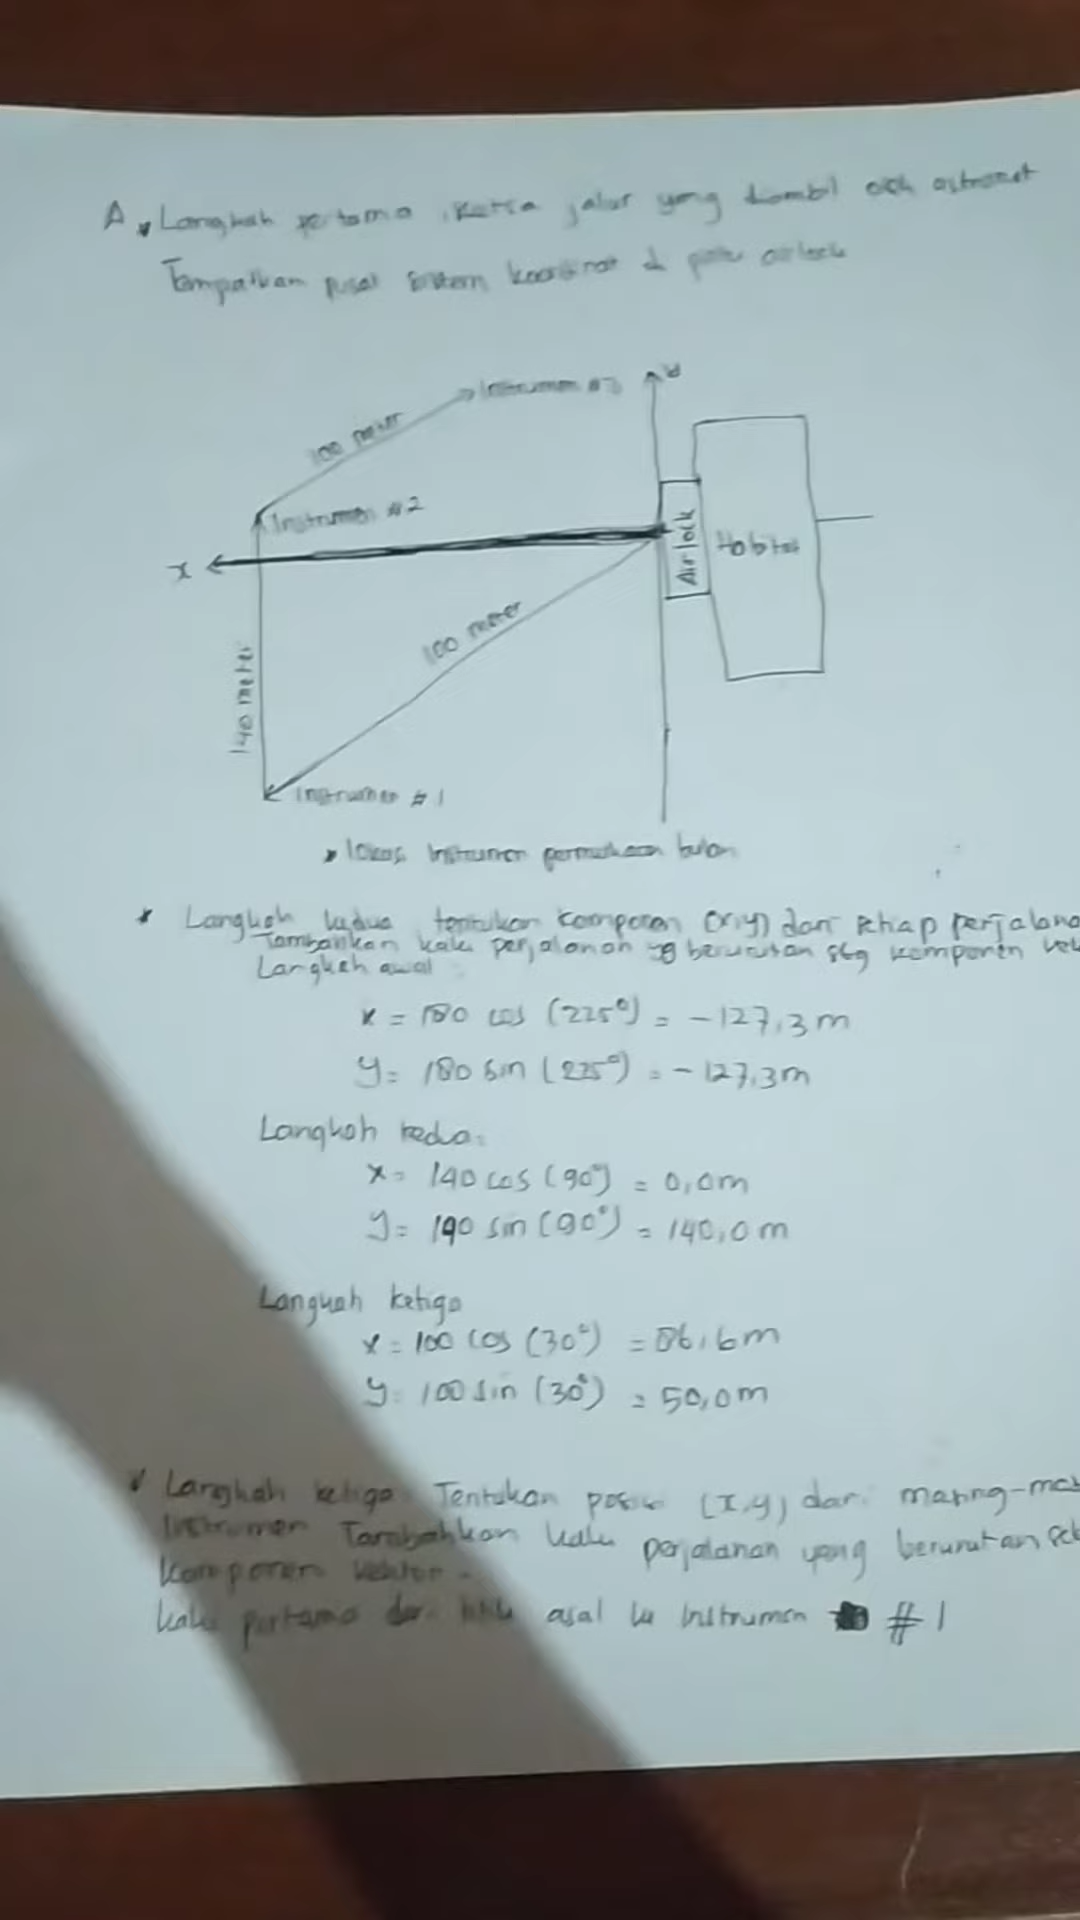 A. Langkah pertama, sketsa jalur yang diambil oleh astronot
Tempatkan pusat sistem koordinat di pintu airlock
y
Instrumen #3
100 meter
Instrumen #2
x
Airlock
Habitat
100 meter
140 meter
Instrumen #1
lokasi Instrumen permukaan bulan
* Langkah kedua tentukan komponen (x,y) dari setiap perjalana
Tambahkan kaki perjalanan yg berurutan sbg komponen vek
Langkah awal:
x = 180 cos (225°) = -127,3 m
y = 180 sin (225°) = -127,3 m
Langkah kedua:
x = 140 cos (90°) = 0,0 m
y = 140 sin (90°) = 140,0 m
Langkah ketiga
x = 100 cos (30°) = 86,6 m
y = 100 sin (30°) = 50,0 m
Langkah ketiga Tentukan posisi (x,y) dari masing-mas
Instrumen Tambahkan kaki perjalanan yang berurutan seb
komponen vektor.
kaki pertama dari titik asal ke Instrumen #1